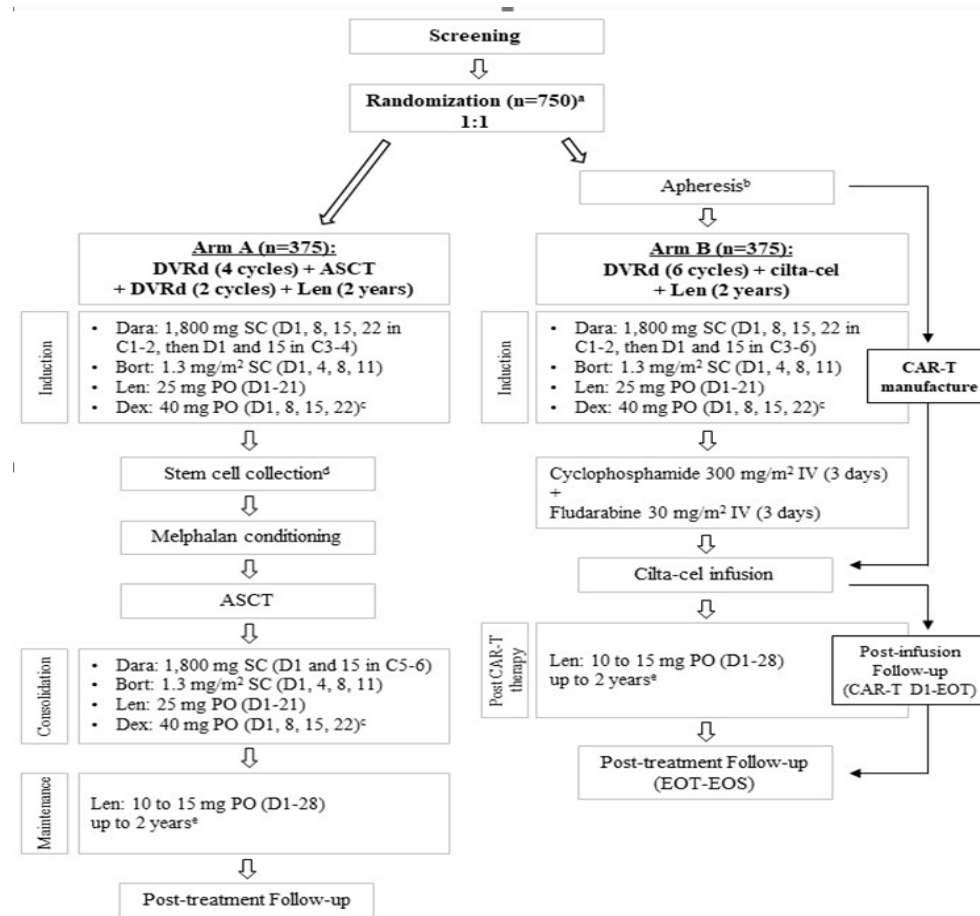 Screening
Randomization (n=750)ᵃ
1:1
Apheresisᵇ
Arm A (n=375):
DVRd (4 cycles) + ASCT
+ DVRd (2 cycles) + Len (2 years)
Induction
• Dara: 1,800 mg SC (D1, 8, 15, 22 in
C1-2, then D1 and 15 in C3-4)
• Bort: 1.3 mg/m² SC (D1, 4, 8, 11)
• Len: 25 mg PO (D1-21)
• Dex: 40 mg PO (D1, 8, 15, 22)ᶜ
Stem cell collectionᵈ
Melphalan conditioning
ASCT
Consolidation
• Dara: 1,800 mg SC (D1 and 15 in C5-6)
• Bort: 1.3 mg/m² SC (D1, 4, 8, 11)
• Len: 25 mg PO (D1-21)
• Dex: 40 mg PO (D1, 8, 15, 22)ᶜ
Maintenance
Len: 10 to 15 mg PO (D1-28)
up to 2 yearsᵉ
Post-treatment Follow-up
Arm B (n=375):
DVRd (6 cycles) + cilta-cel
+ Len (2 years)
Induction
• Dara: 1,800 mg SC (D1, 8, 15, 22 in
C1-2, then D1 and 15 in C3-6)
• Bort: 1.3 mg/m² SC (D1, 4, 8, 11)
• Len: 25 mg PO (D1-21)
• Dex: 40 mg PO (D1, 8, 15, 22)ᶜ
CAR-T
manufacture
Cyclophosphamide 300 mg/m² IV (3 days)
+
Fludarabine 30 mg/m² IV (3 days)
Cilta-cel infusion
Post CAR-T
therapy
Len: 10 to 15 mg PO (D1-28)
up to 2 yearsᵉ
Post-infusion
Follow-up
(CAR-T D1-EOT)
Post-treatment Follow-up
(EOT-EOS)